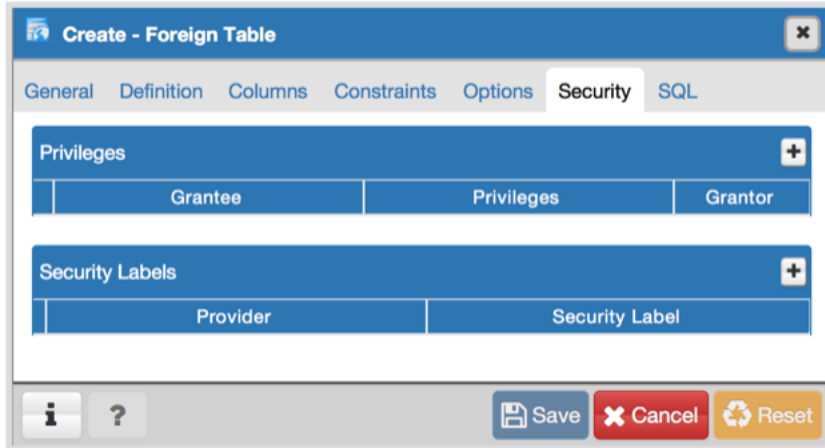 Create - Foreign Table
General Definition Columns Constraints Options Security SQL
Privileges
Grantee Privileges Grantor
Security Labels
Provider Security Label
i ? Save Cancel Reset